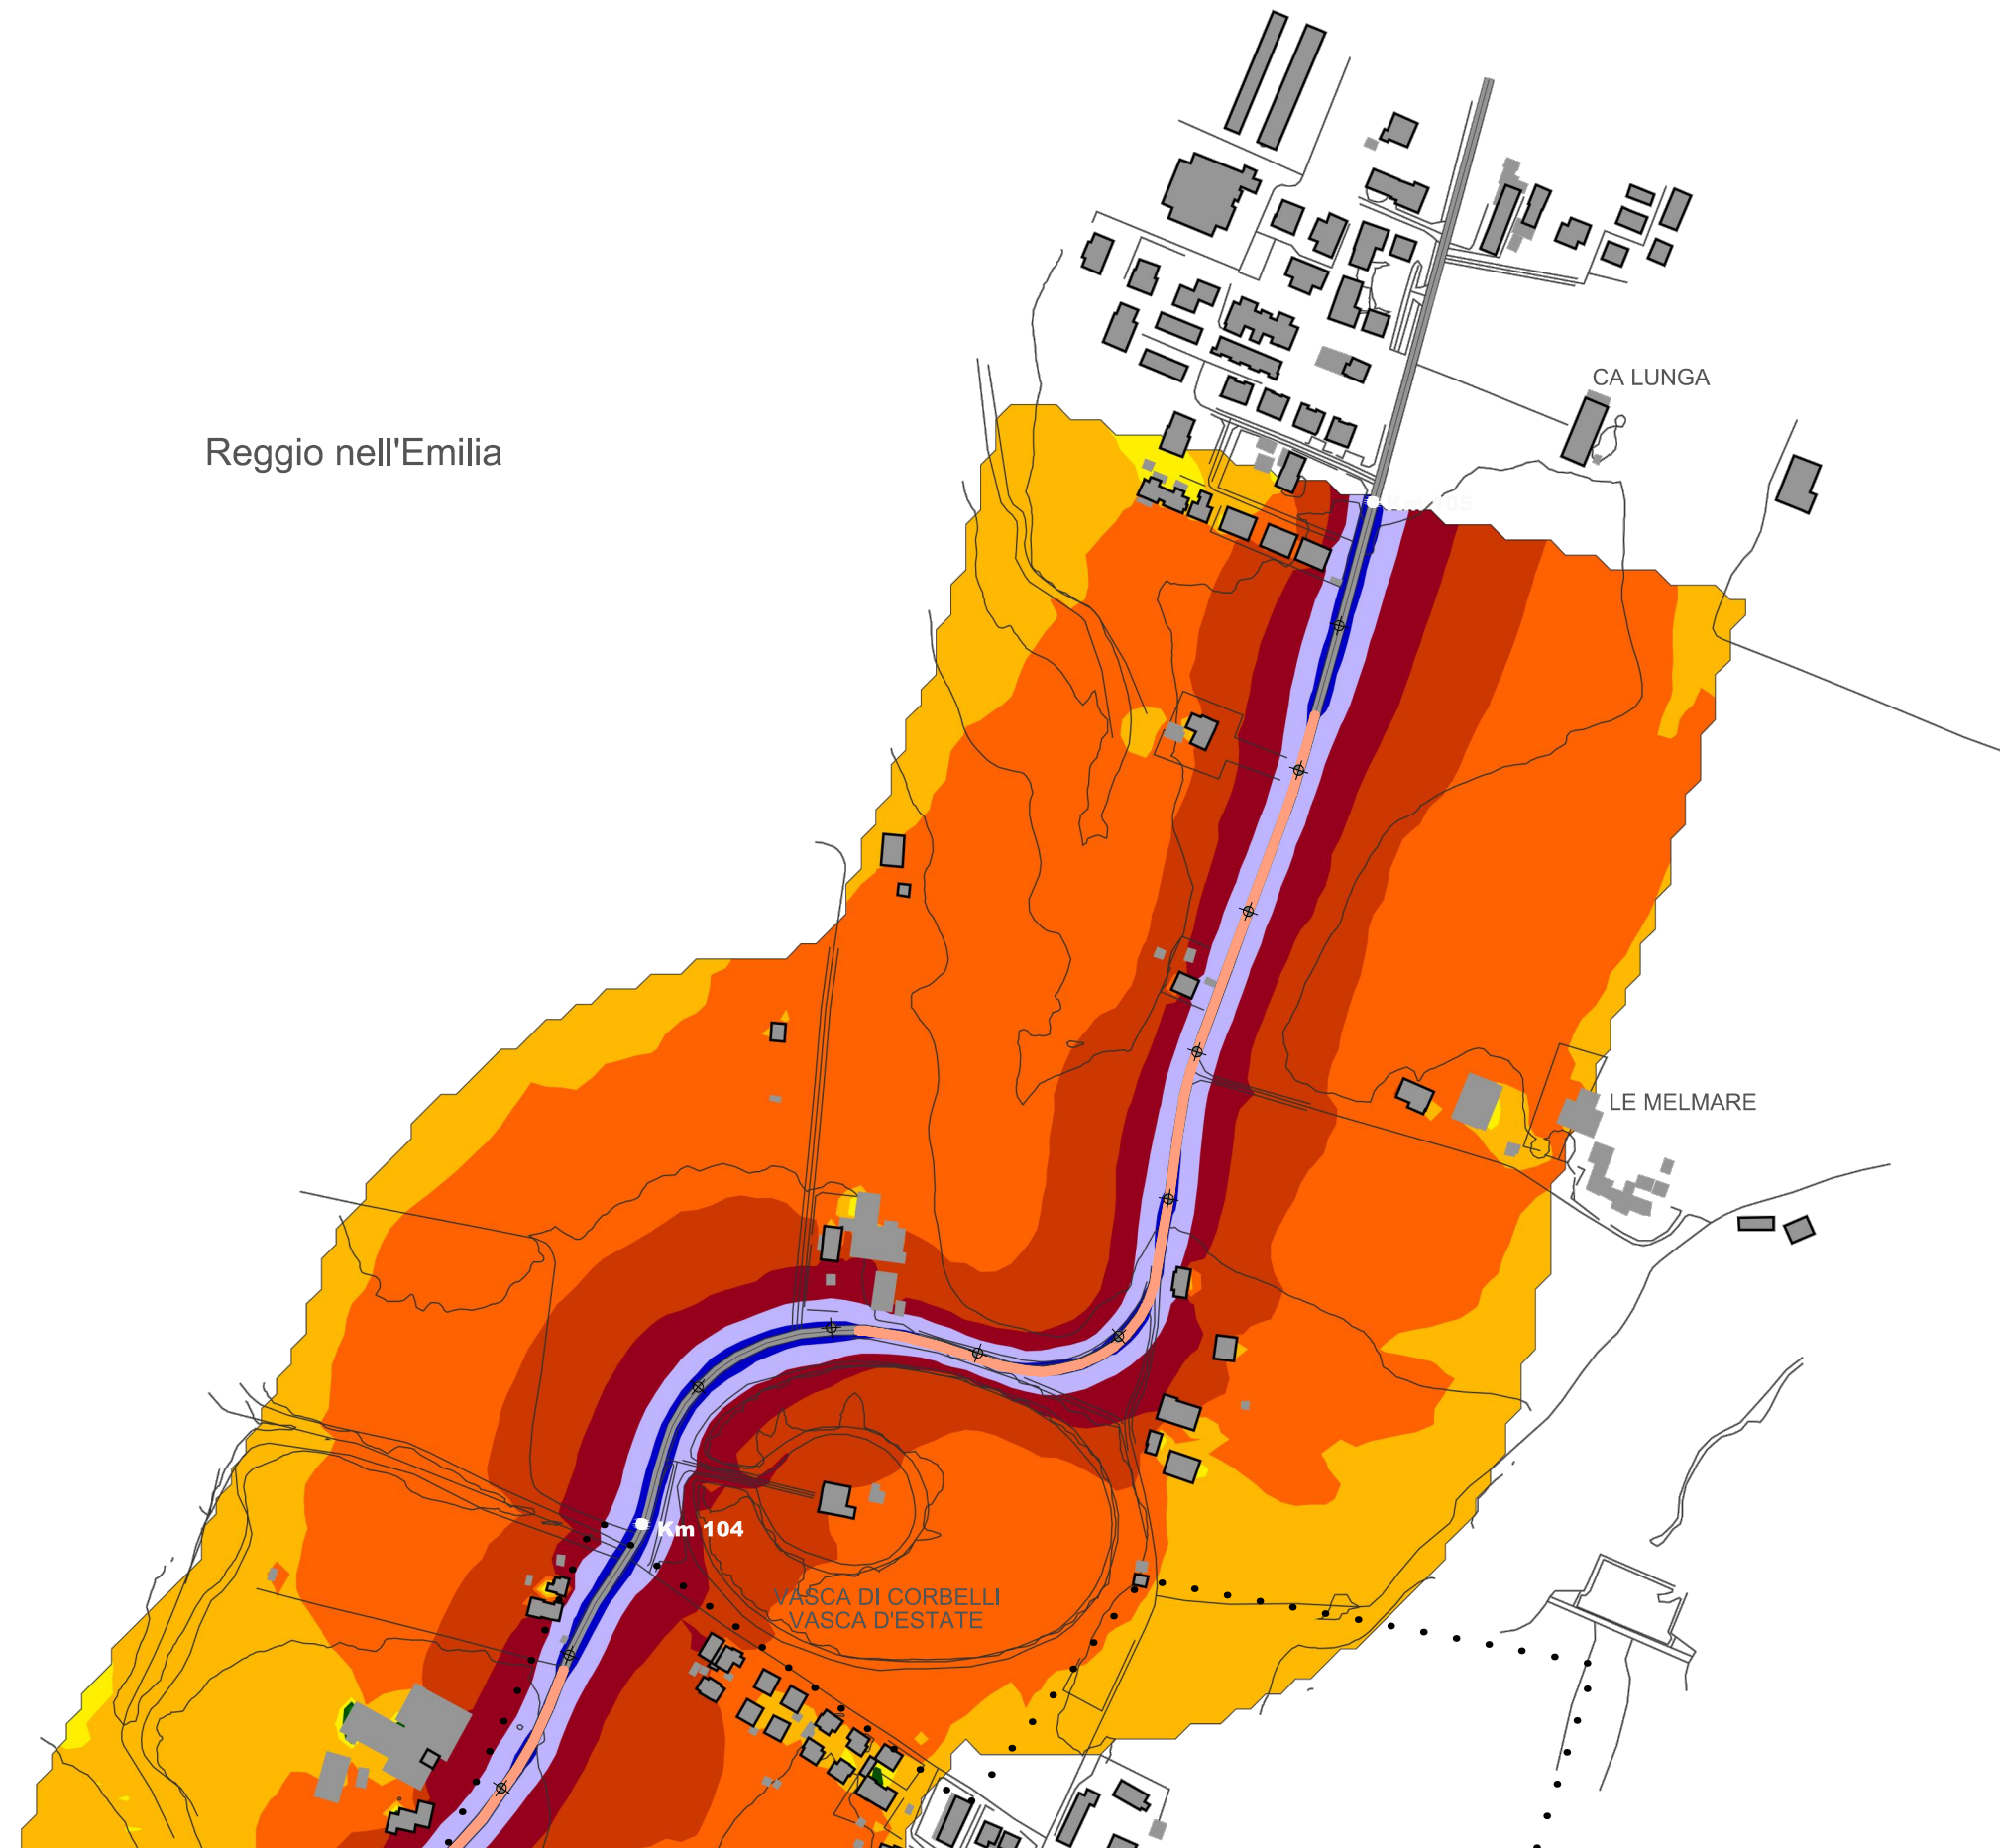 CA LUNGA
Reggio nell'Emilia
LE MELMARE
Km 104
VASCA DI CORBELLI
VASCA D'ESTATE